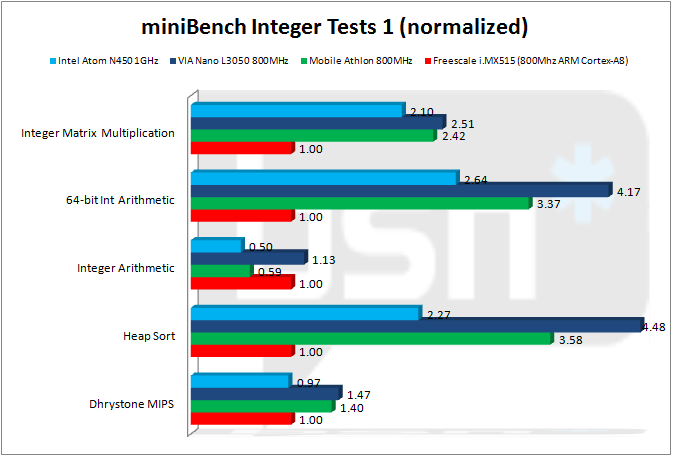 miniBench Integer Tests 1 (normalized)
Intel Atom N450 1GHz VIA Nano L3050 800MHz Mobile Athlon 800MHz Freescale i.MX515 (800Mhz ARM Cortex-A8)
Integer Matrix Multiplication
2.10
2.51
2.42
1.00
64-bit Int Arithmetic
2.64
4.17
3.37
1.00
Integer Arithmetic
0.50
1.13
0.59
1.00
Heap Sort
2.27
4.48
3.58
1.00
Dhrystone MIPS
0.97
1.47
1.40
1.00
bsn*